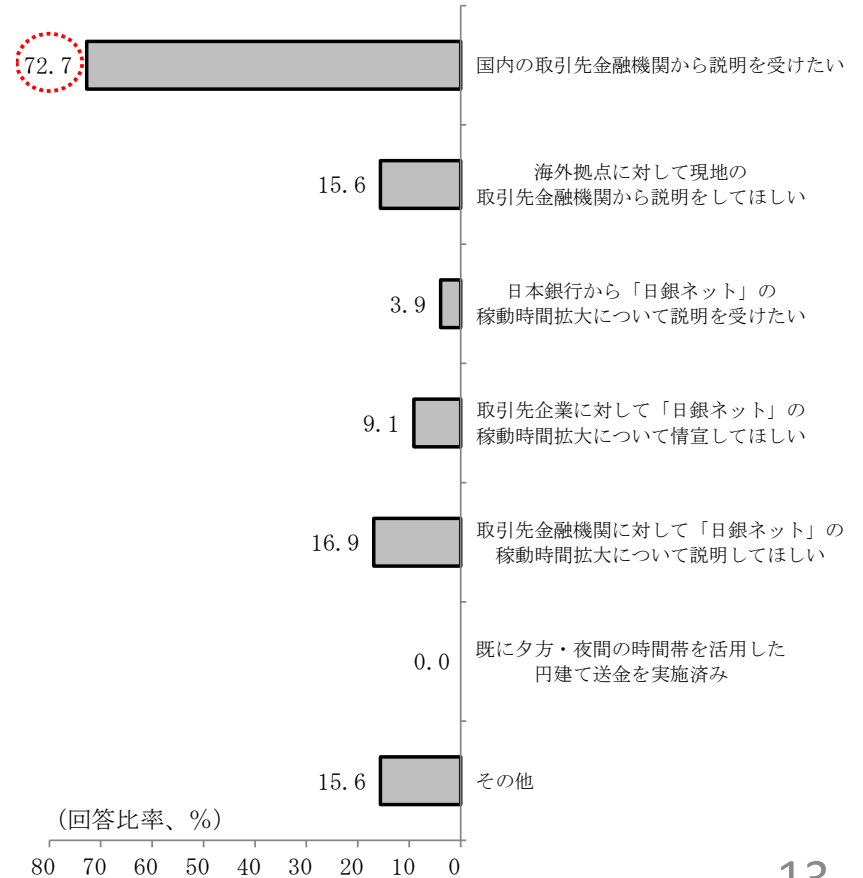 72.7
国内の取引先金融機関から説明を受けたい
15.6
海外拠点に対して現地の
取引先金融機関から説明をしてほしい
3.9
日本銀行から「日銀ネット」の
稼動時間拡大について説明を受けたい
9.1
取引先企業に対して「日銀ネット」の
稼動時間拡大について情宣してほしい
16.9
取引先金融機関に対して「日銀ネット」の
稼動時間拡大について説明してほしい
0.0
既に夕方・夜間の時間帯を活用した
円建て送金を実施済み
15.6
その他
(回答比率、%)
80 70 60 50 40 30 20 10 0
13